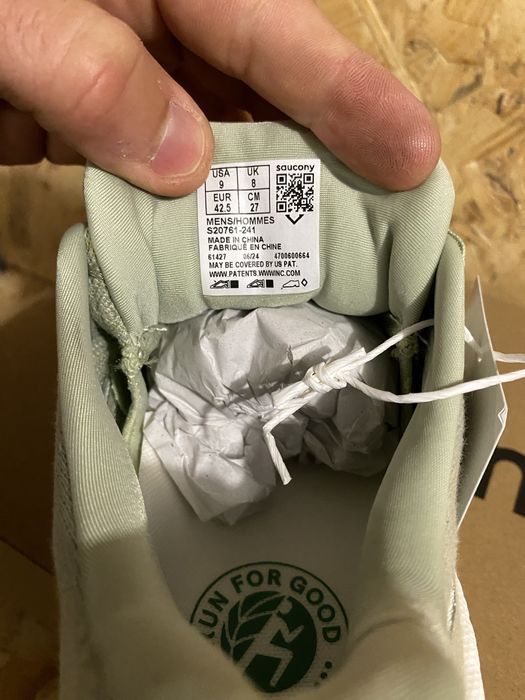 USA UK saucony
9 8
EUR CM
42.5 27
MENS/HOMMES
S20761-241
MADE IN CHINA
FABRIQUÉ EN CHINE
61427 06/24 4700600664
MAY BE COVERED BY US PAT.
WWW.PATENTS.WWWINC.COM
RUN FOR GOOD